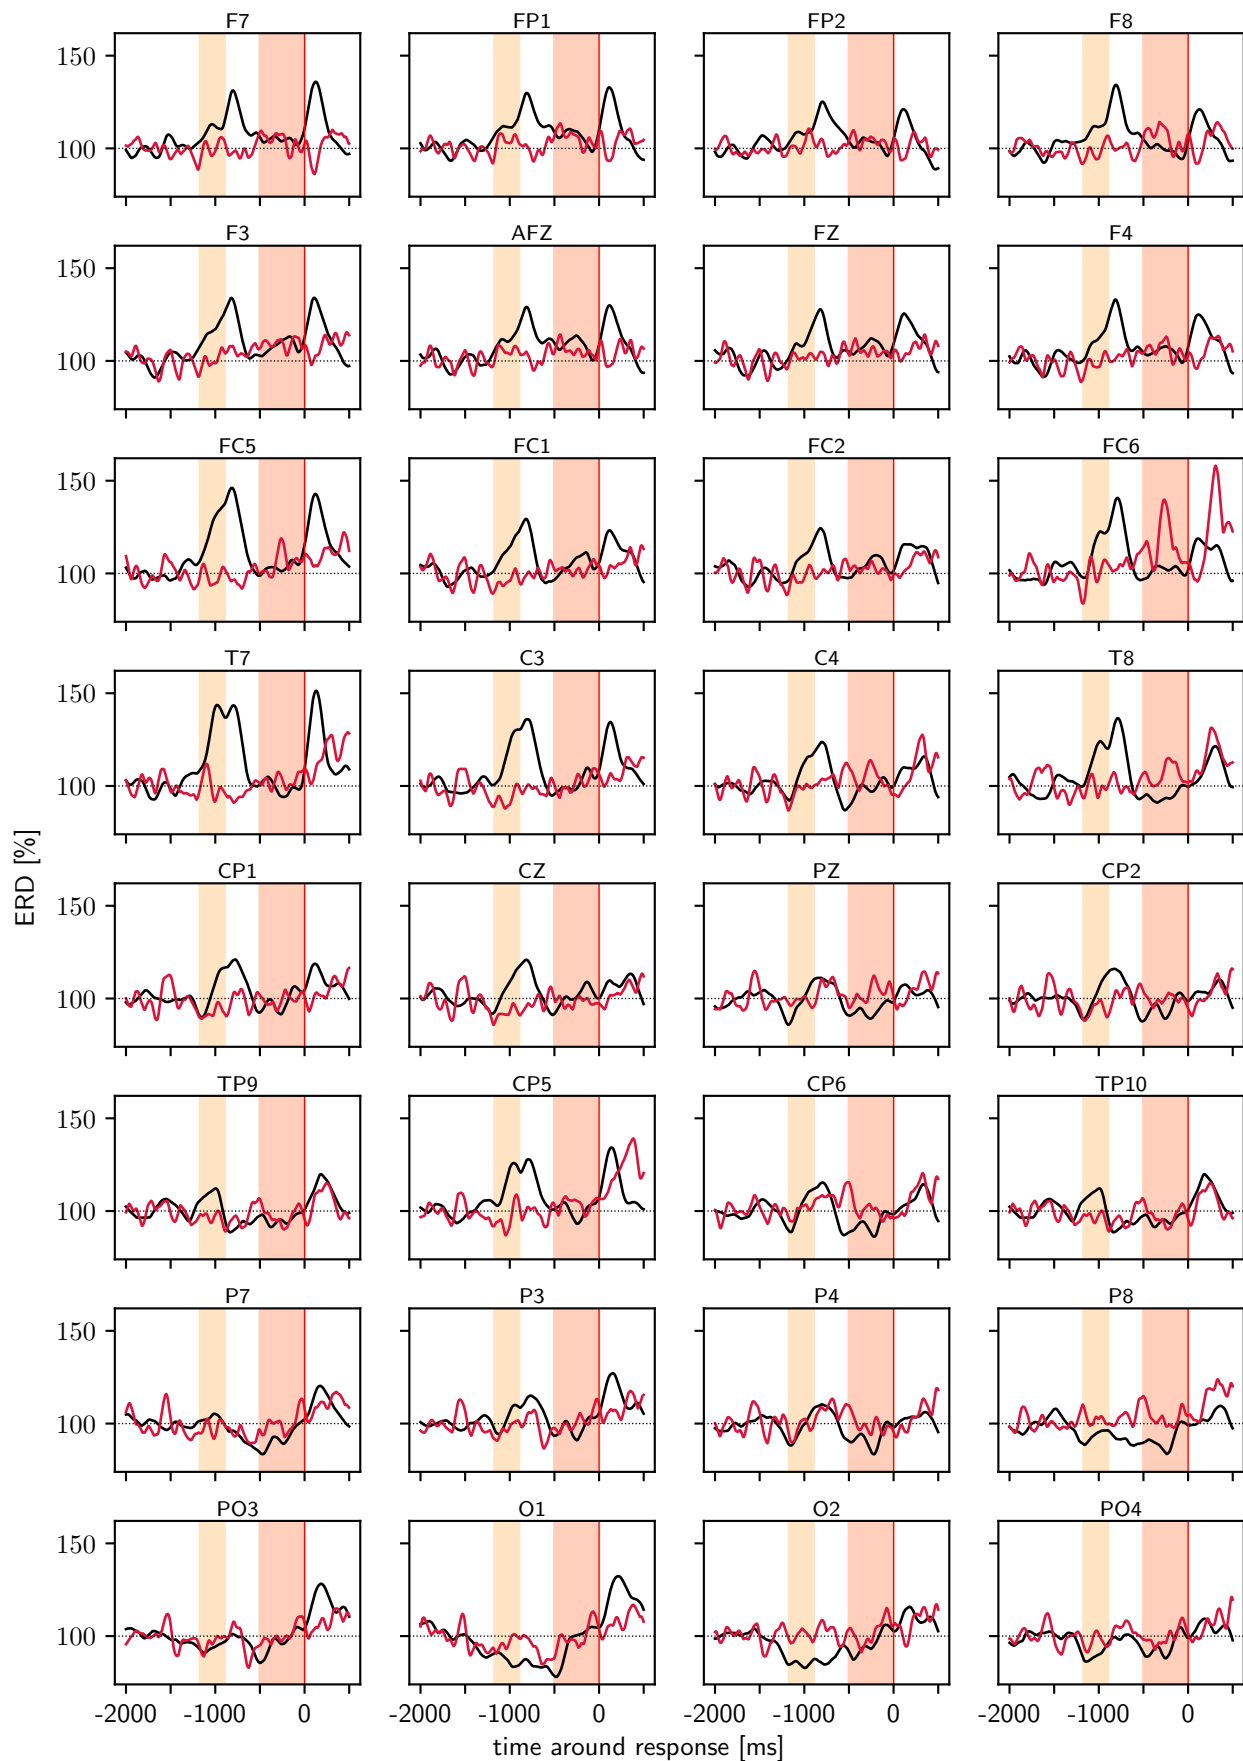 F7 FP1 FP2 F8
150
100
F3 AFZ FZ F4
150
100
FC5 FC1 FC2 FC6
150
100
T7 C3 C4 T8
150
100
ERD [%]
CP1 CZ PZ CP2
150
100
TP9 CP5 CP6 TP10
150
100
P7 P3 P4 P8
150
100
PO3 O1 O2 PO4
150
100
-2000 -1000 0 -2000 -1000 0 -2000 -1000 0 -2000 -1000 0
time around response [ms]